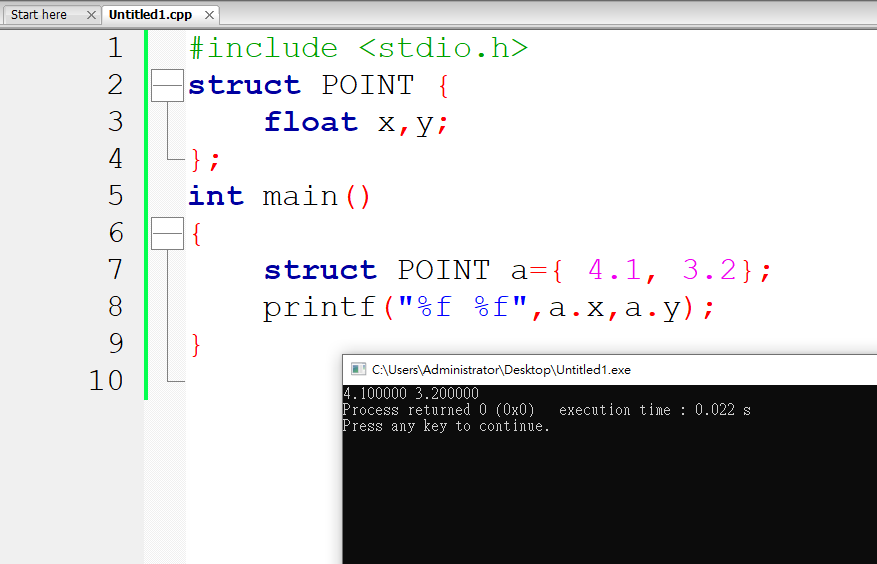 Start here
Untitled1.cpp
1 #include <stdio.h>
2 struct POINT {
3 float x,y;
4 };
5 int main()
6 {
7 struct POINT a={ 4.1, 3.2};
8 printf("%f %f",a.x,a.y);
9 }
10
C:\Users\Administrator\Desktop\Untitled1.exe
4.100000 3.200000
Process returned 0 (0x0)   execution time : 0.022 s
Press any key to continue.